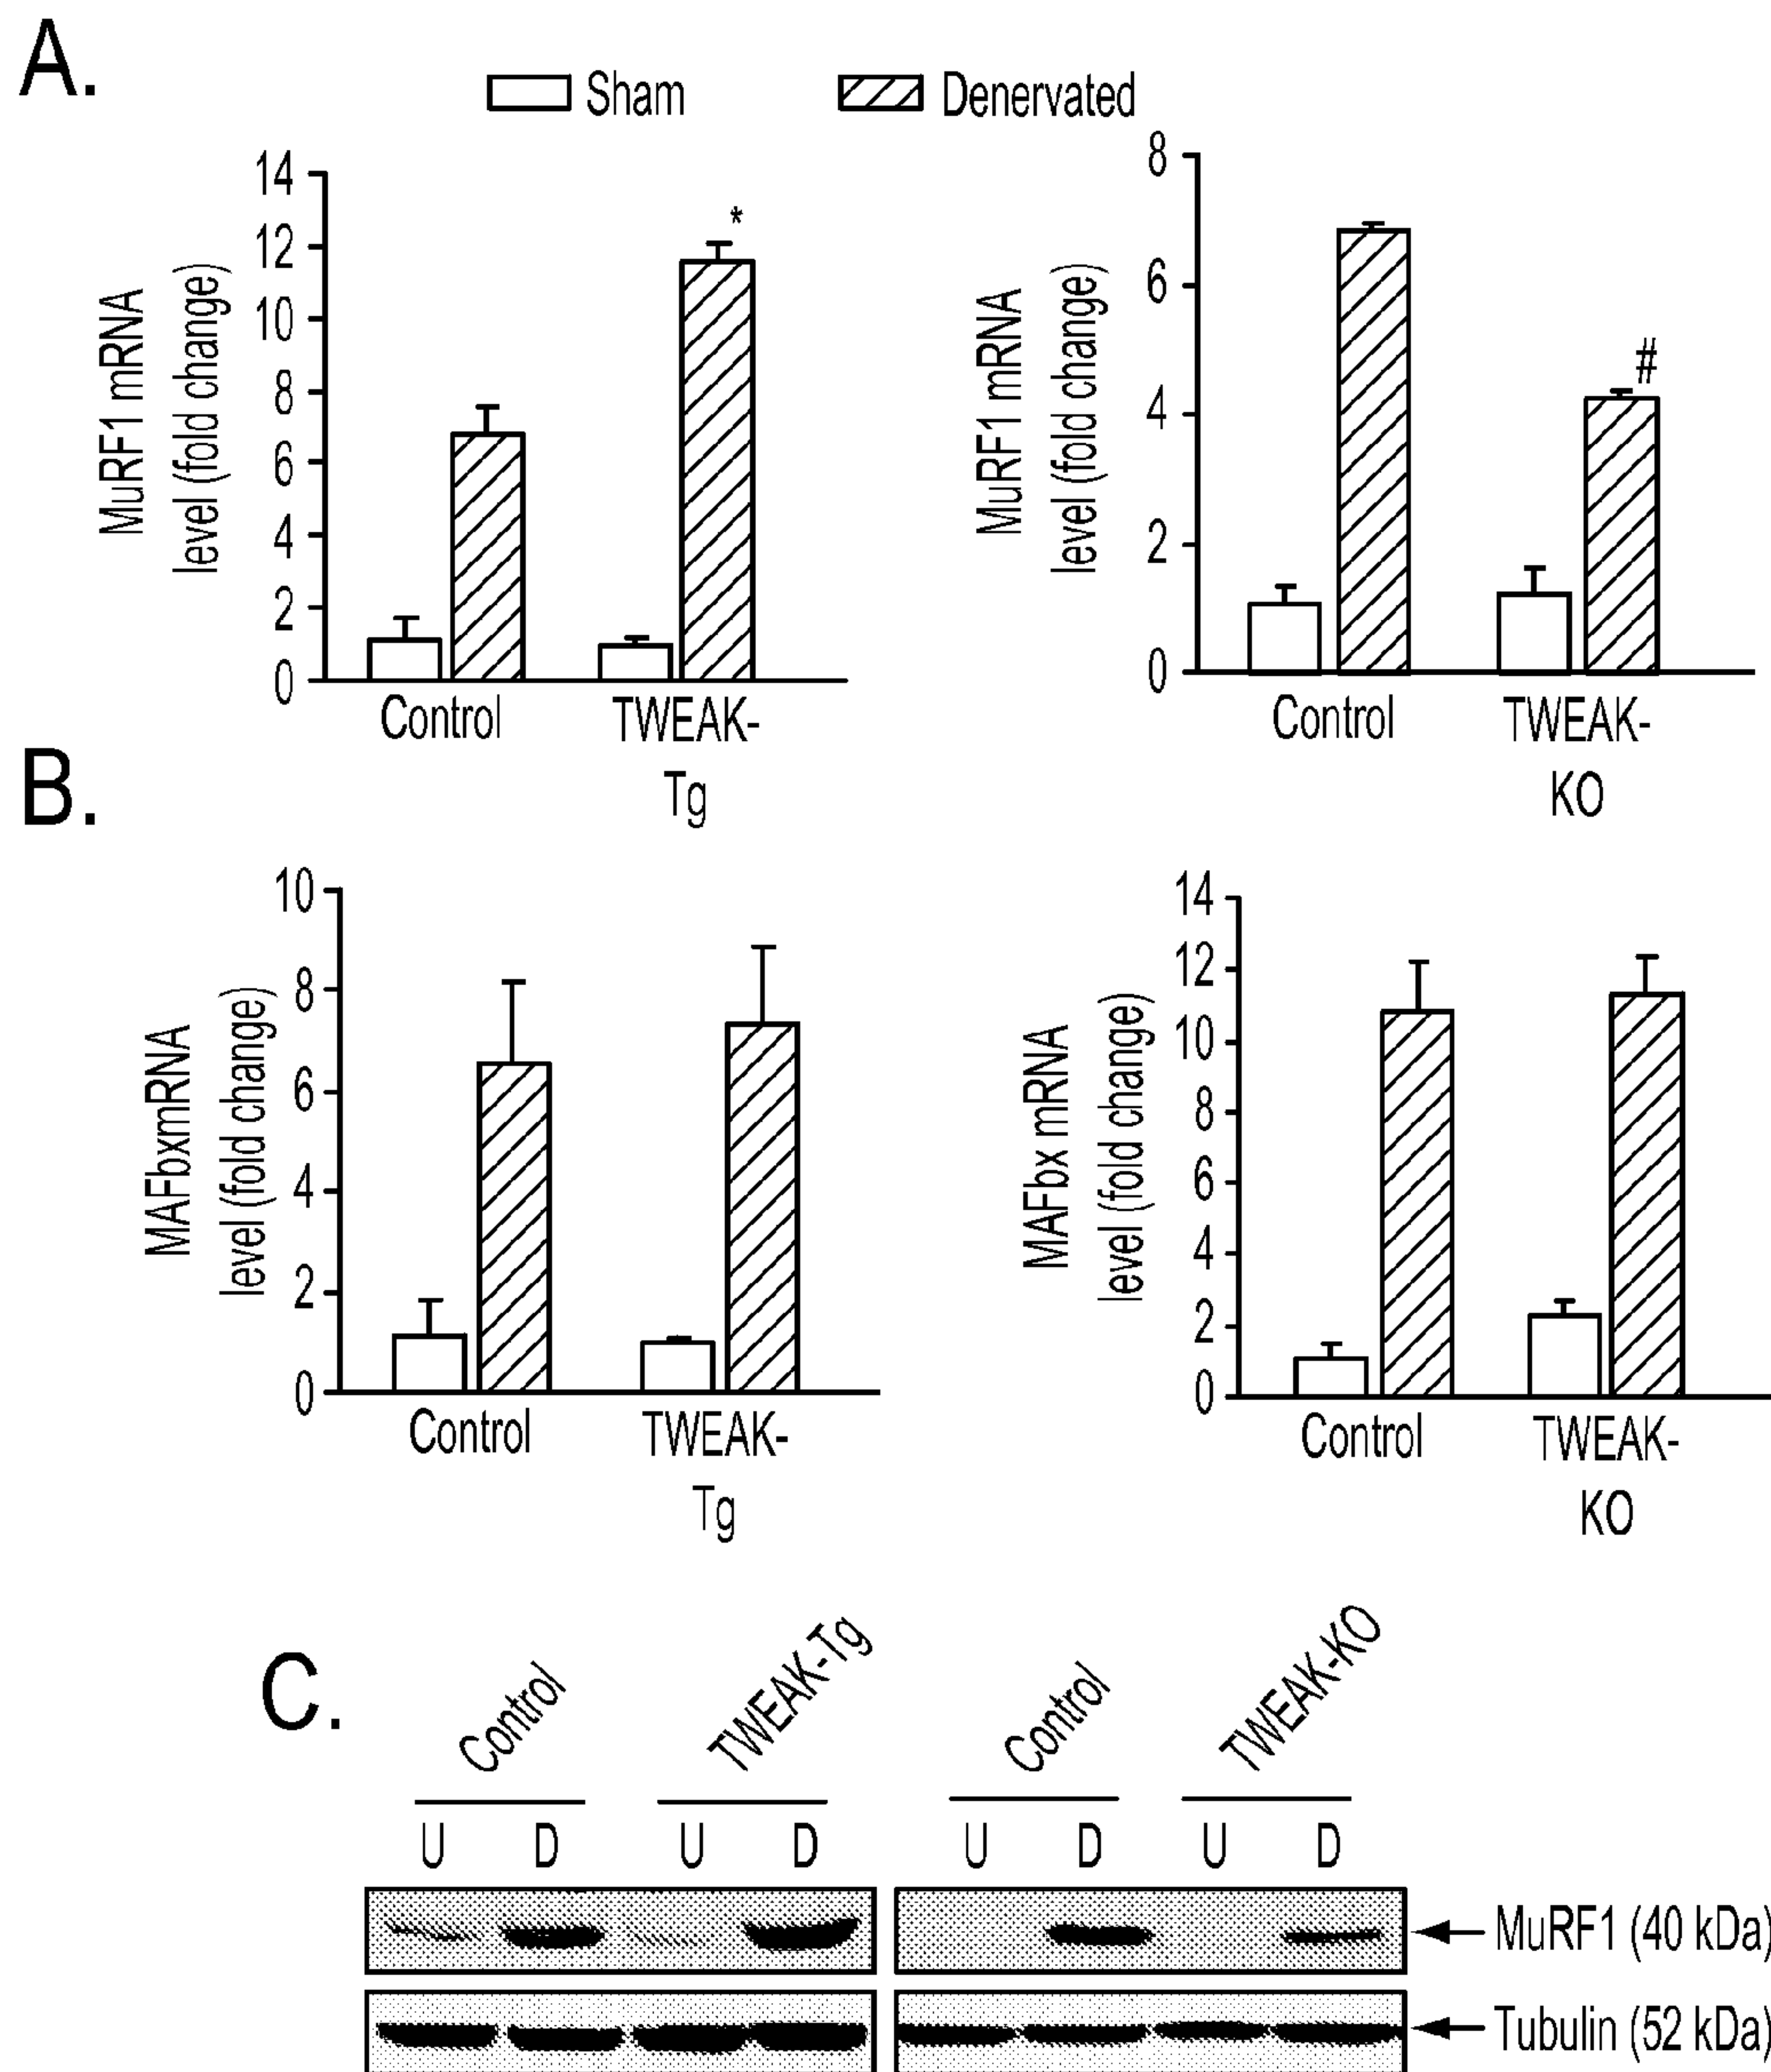 A.
Sham
Denervated
MuRF1 mRNA
level (fold change)
14
12
10
8
6
4
2
0
Control
TWEAK-
Tg
*
MuRF1 mRNA
level (fold change)
8
6
4
2
0
Control
TWEAK-
KO
#
B.
MAFbxmRNA
level (fold change)
10
8
6
4
2
0
Control
TWEAK-
Tg
MAFbx mRNA
level (fold change)
14
12
10
8
6
4
2
0
Control
TWEAK-
KO
C.
Control
TWEAK-Tg
Control
TWEAK-KO
U D U D U D U D
MuRF1 (40 kDa)
Tubulin (52 kDa)